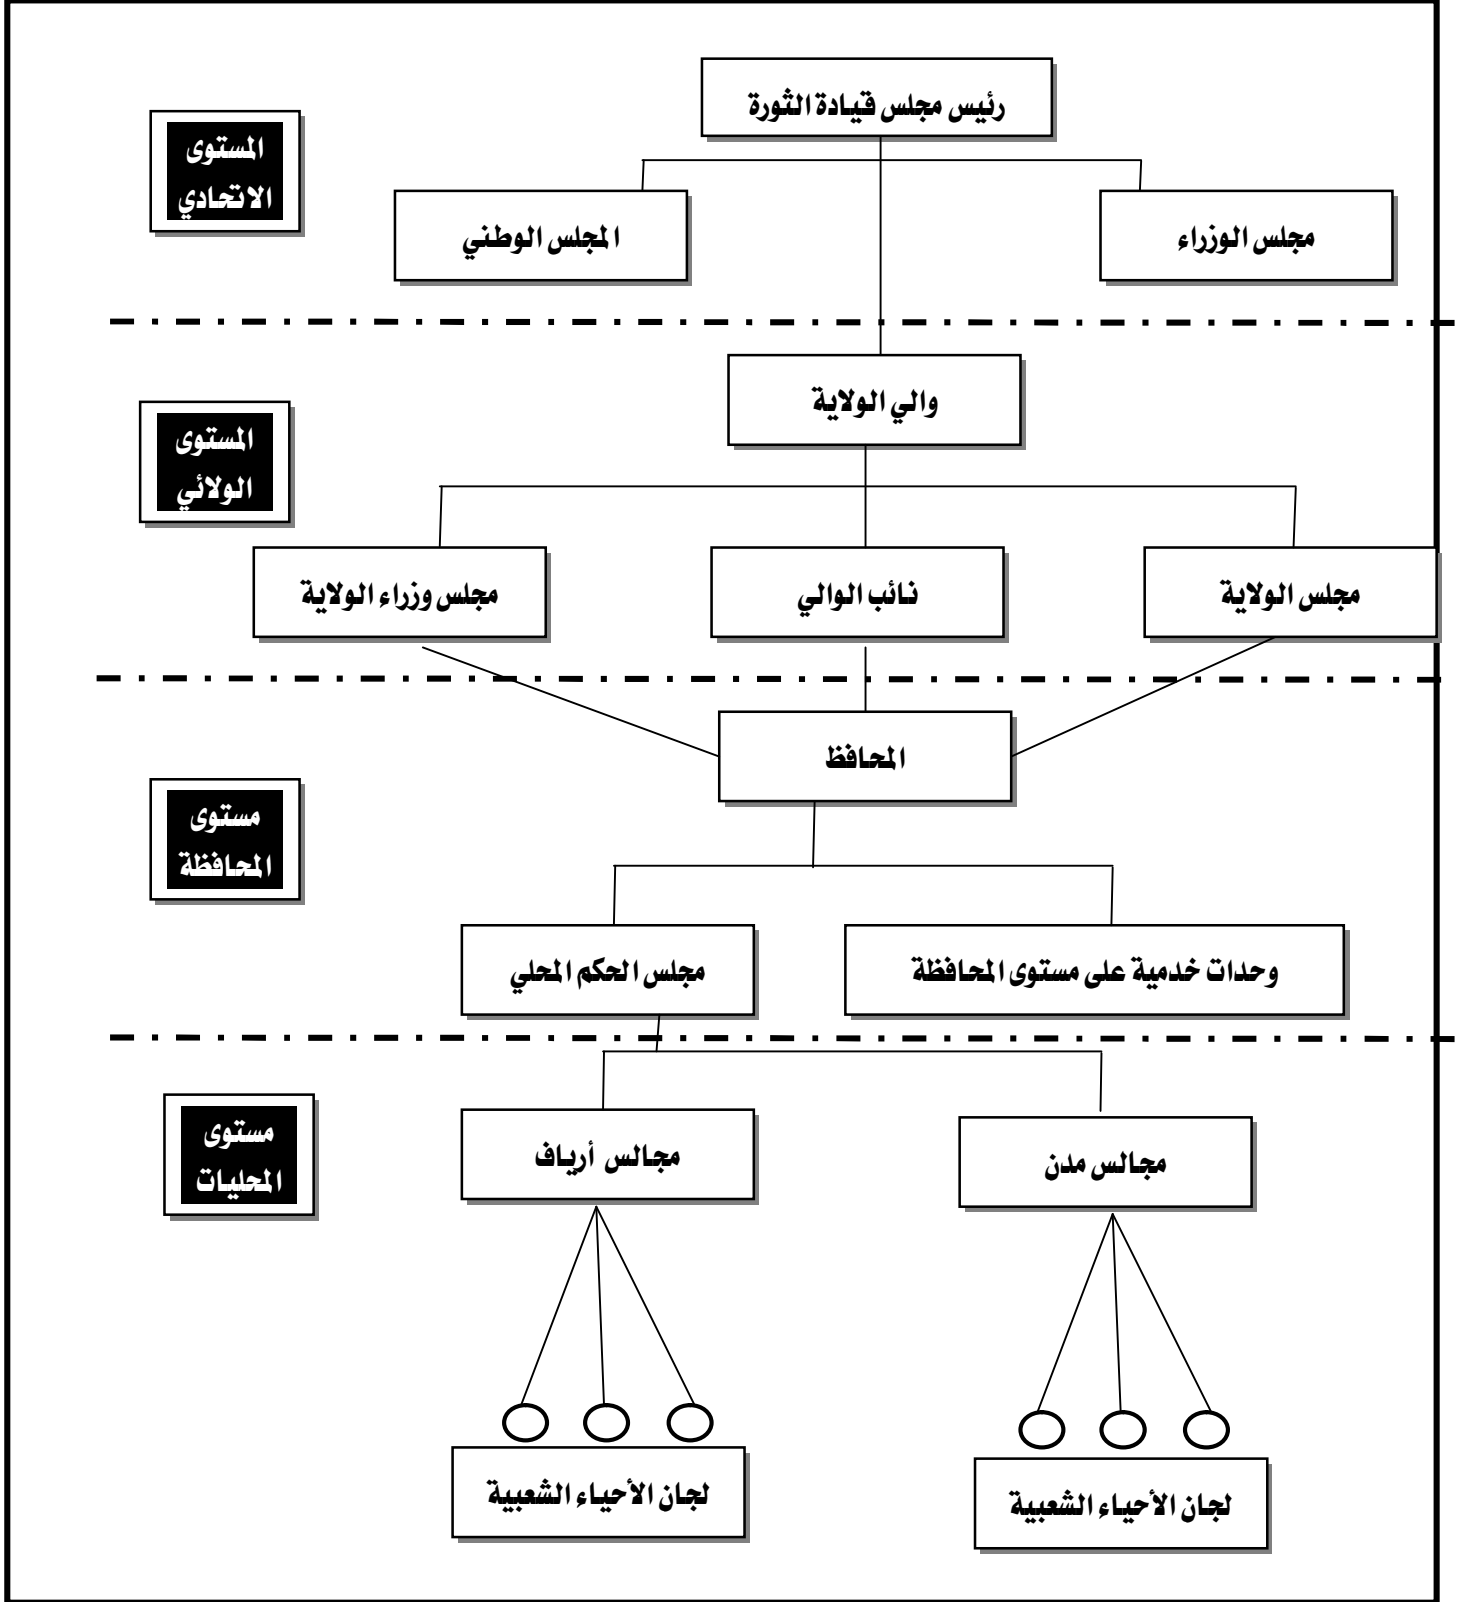 رئيس مجلس قيادة الثورة
المستوى
الاتحادي
مجلس الوزراء
المجلس الوطني
والي الولاية
المستوى
الولائي
مجلس الولاية
نائب الوالي
مجلس وزراء الولاية
المحافظ
مستوى
المحافظة
وحدات خدمية على مستوى المحافظة
مجلس الحكم المحلي
مستوى
المحليات
مجالس مدن
مجالس أرياف
لجان الأحياء الشعبية
لجان الأحياء الشعبية